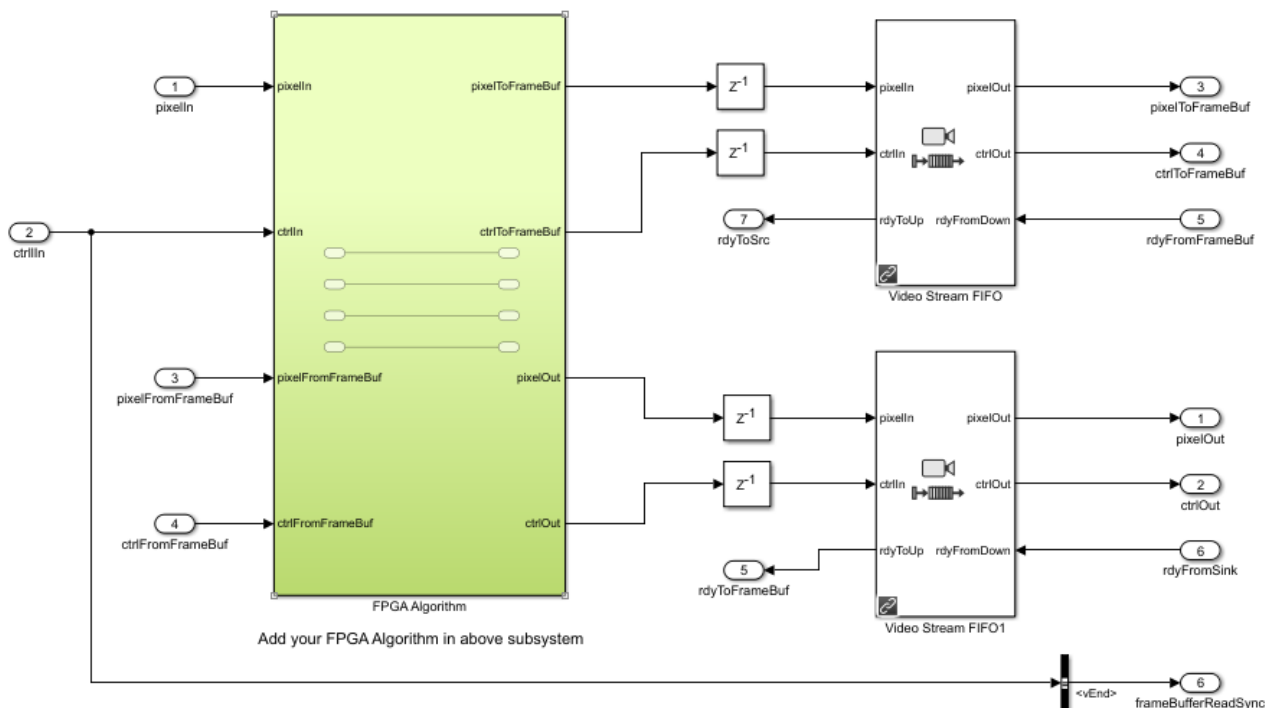 1
pixelIn
2
ctrlIIn
3
pixelFromFrameBuf
4
ctrlFromFrameBuf
pixelIn
pixelToFrameBuf
ctrlIn
ctrlToFrameBuf
pixelFromFrameBuf
pixelOut
ctrlFromFrameBuf
ctrlOut
FPGA Algorithm
Add your FPGA Algorithm in above subsystem
z-1
z-1
7
rdyToSrc
pixelIn
pixelOut
ctrlIn
ctrlOut
rdyToUp
rdyFromDown
Video Stream FIFO
3
pixelToFrameBuf
4
ctrlToFrameBuf
5
rdyFromFrameBuf
z-1
z-1
5
rdyToFrameBuf
pixelIn
pixelOut
ctrlIn
ctrlOut
rdyToUp
rdyFromDown
Video Stream FIFO1
1
pixelOut
2
ctrlOut
6
rdyFromSink
<vEnd>
6
frameBufferReadSync